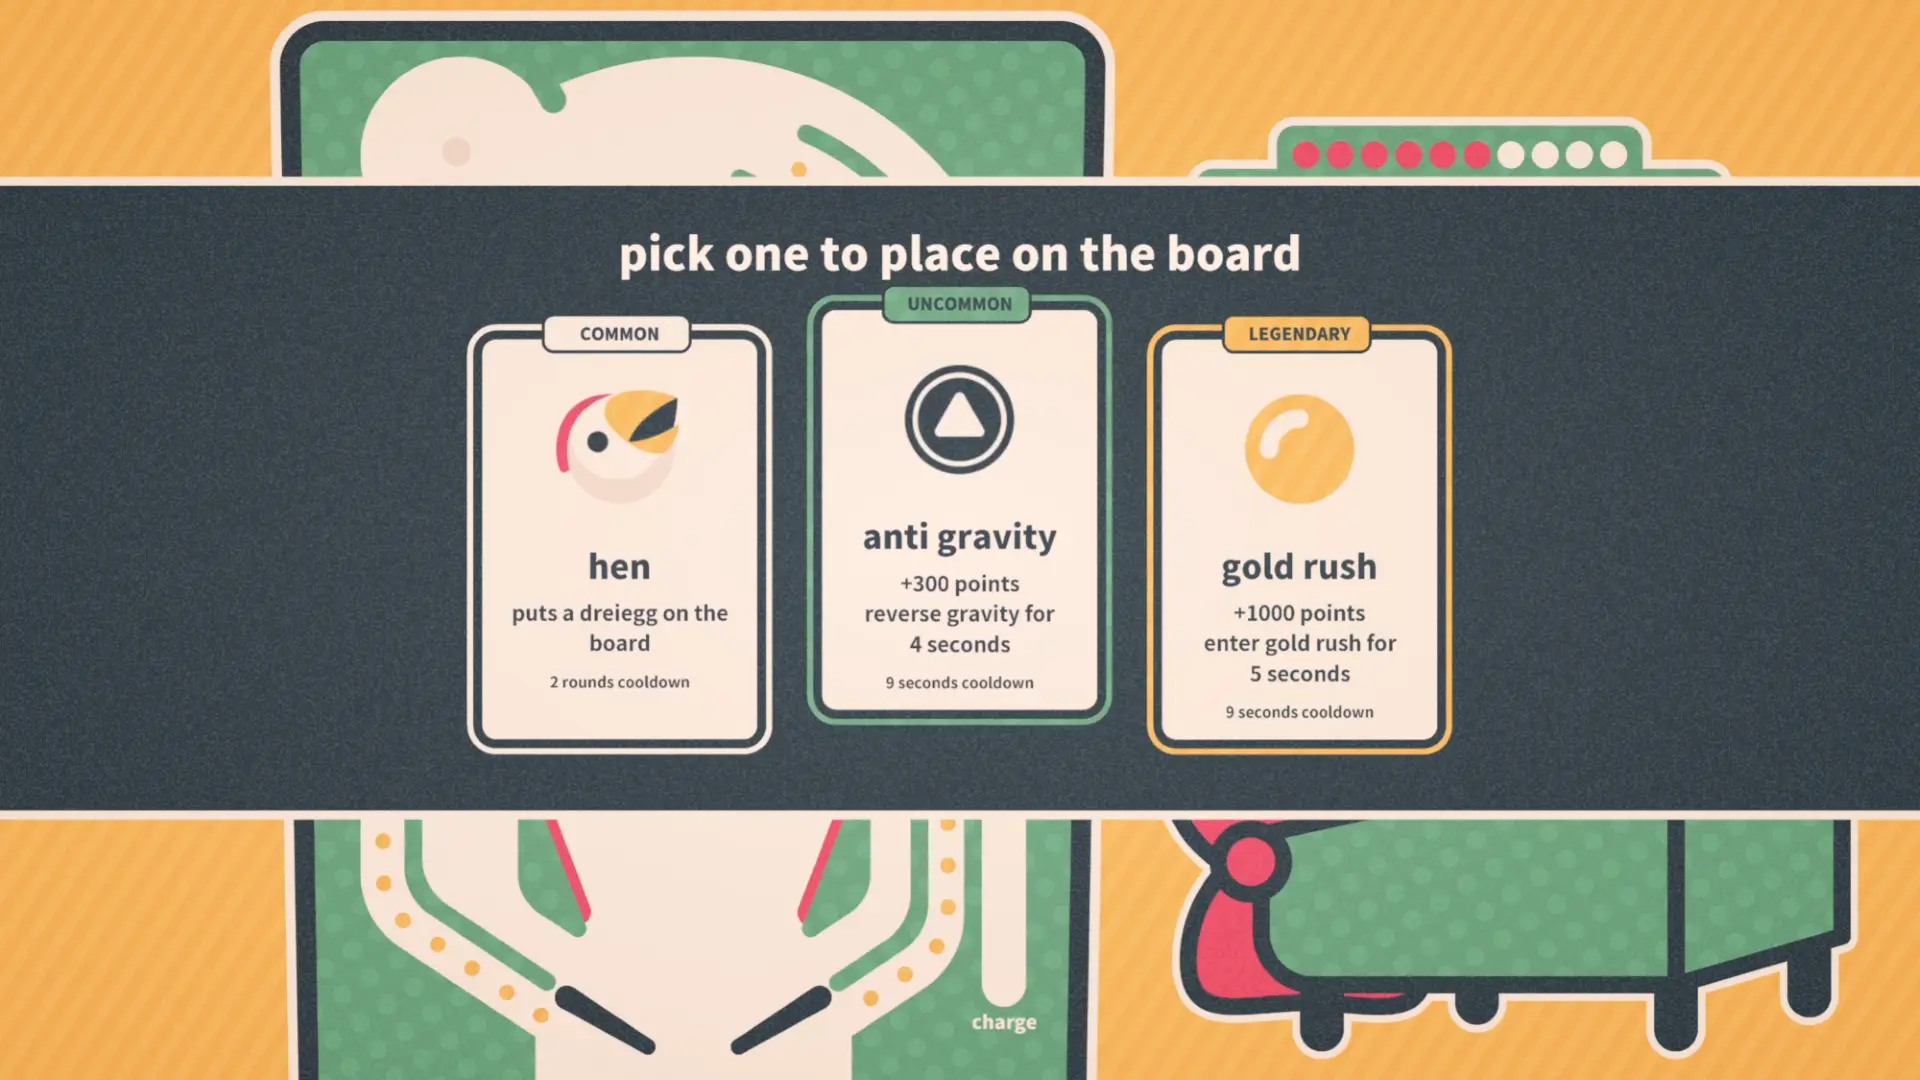 pick one to place on the board
COMMON
hen
puts a dreiegg on the
board
2 rounds cooldown
UNCOMMON
anti gravity
+300 points
reverse gravity for
4 seconds
9 seconds cooldown
LEGENDARY
gold rush
+1000 points
enter gold rush for
5 seconds
9 seconds cooldown
charge